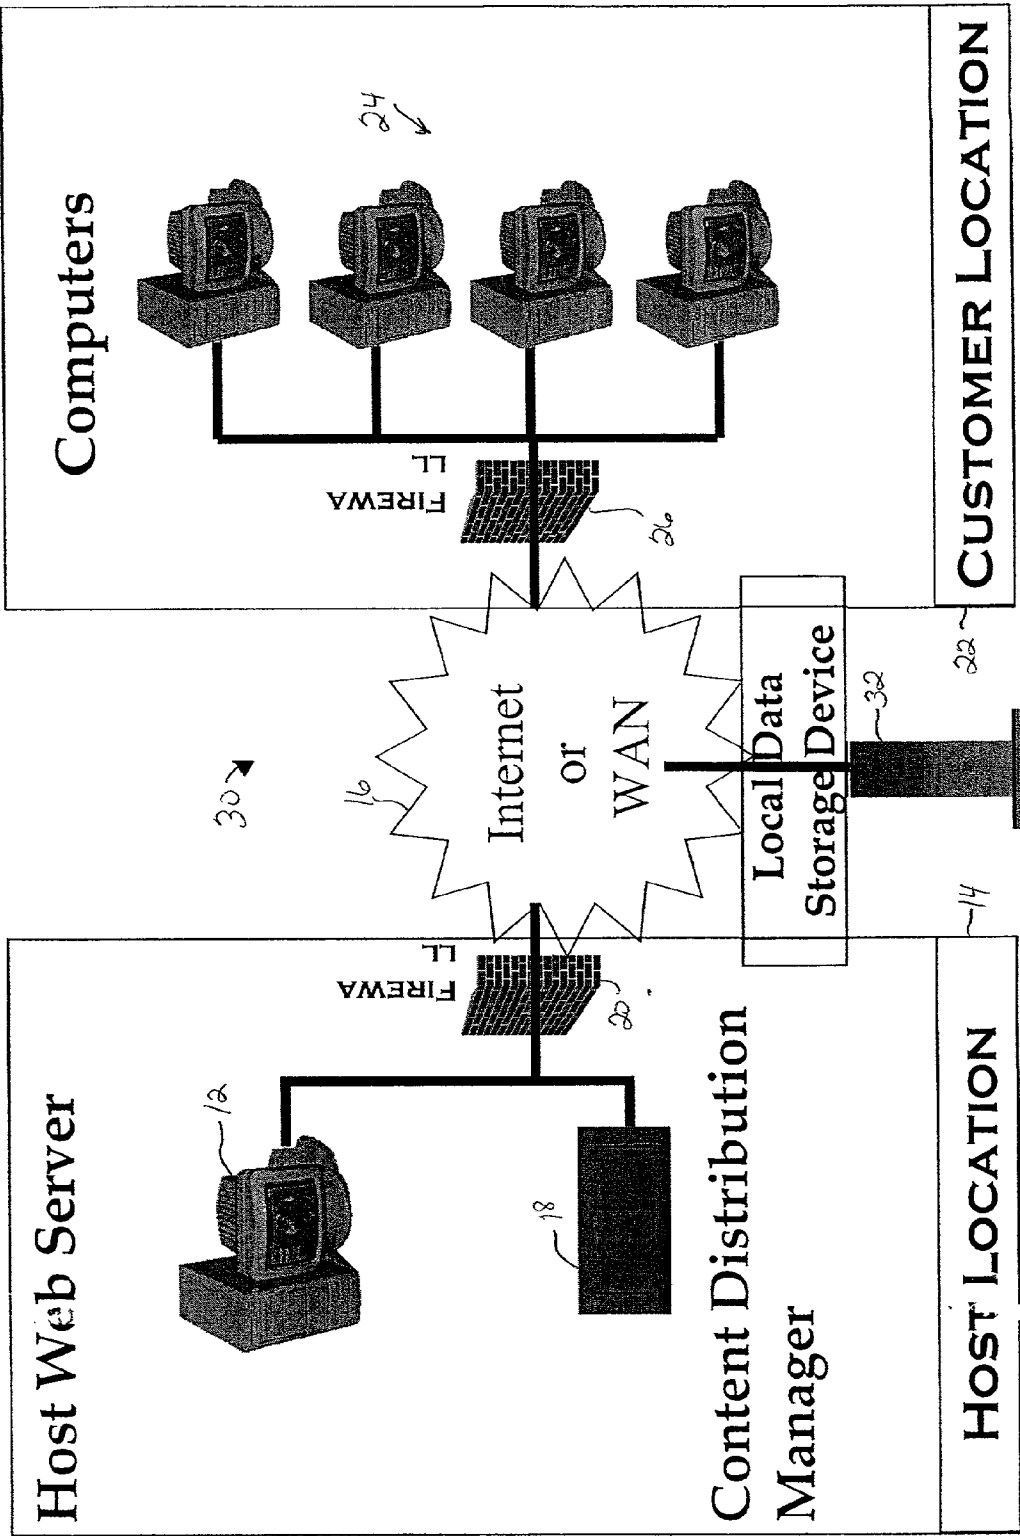 Host Web Server
12
FIREWA
LL
20
18
Content Distribution
Manager
HOST LOCATION
14
30
16
Internet
or
WAN
Local Data
Storage Device
32
Computers
24
FIREWA
LL
26
CUSTOMER LOCATION
22